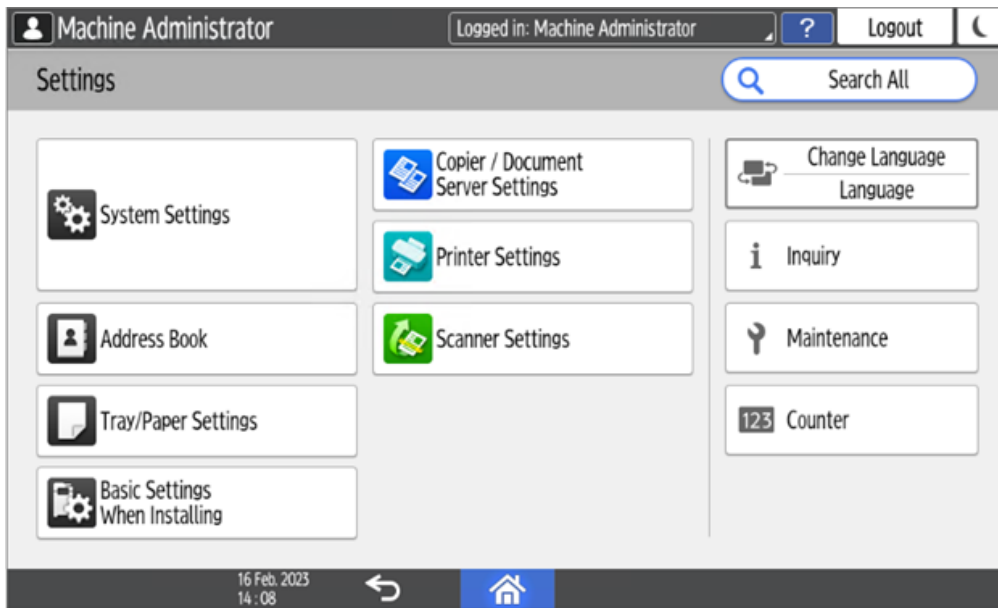 Machine Administrator
Logged in: Machine Administrator
?
Logout
Settings
Search All
System Settings
Address Book
Tray/Paper Settings
Basic Settings
When Installing
Copier / Document
Server Settings
Printer Settings
Scanner Settings
Change Language
Language
i Inquiry
Maintenance
123 Counter
16 Feb. 2023
14 : 08